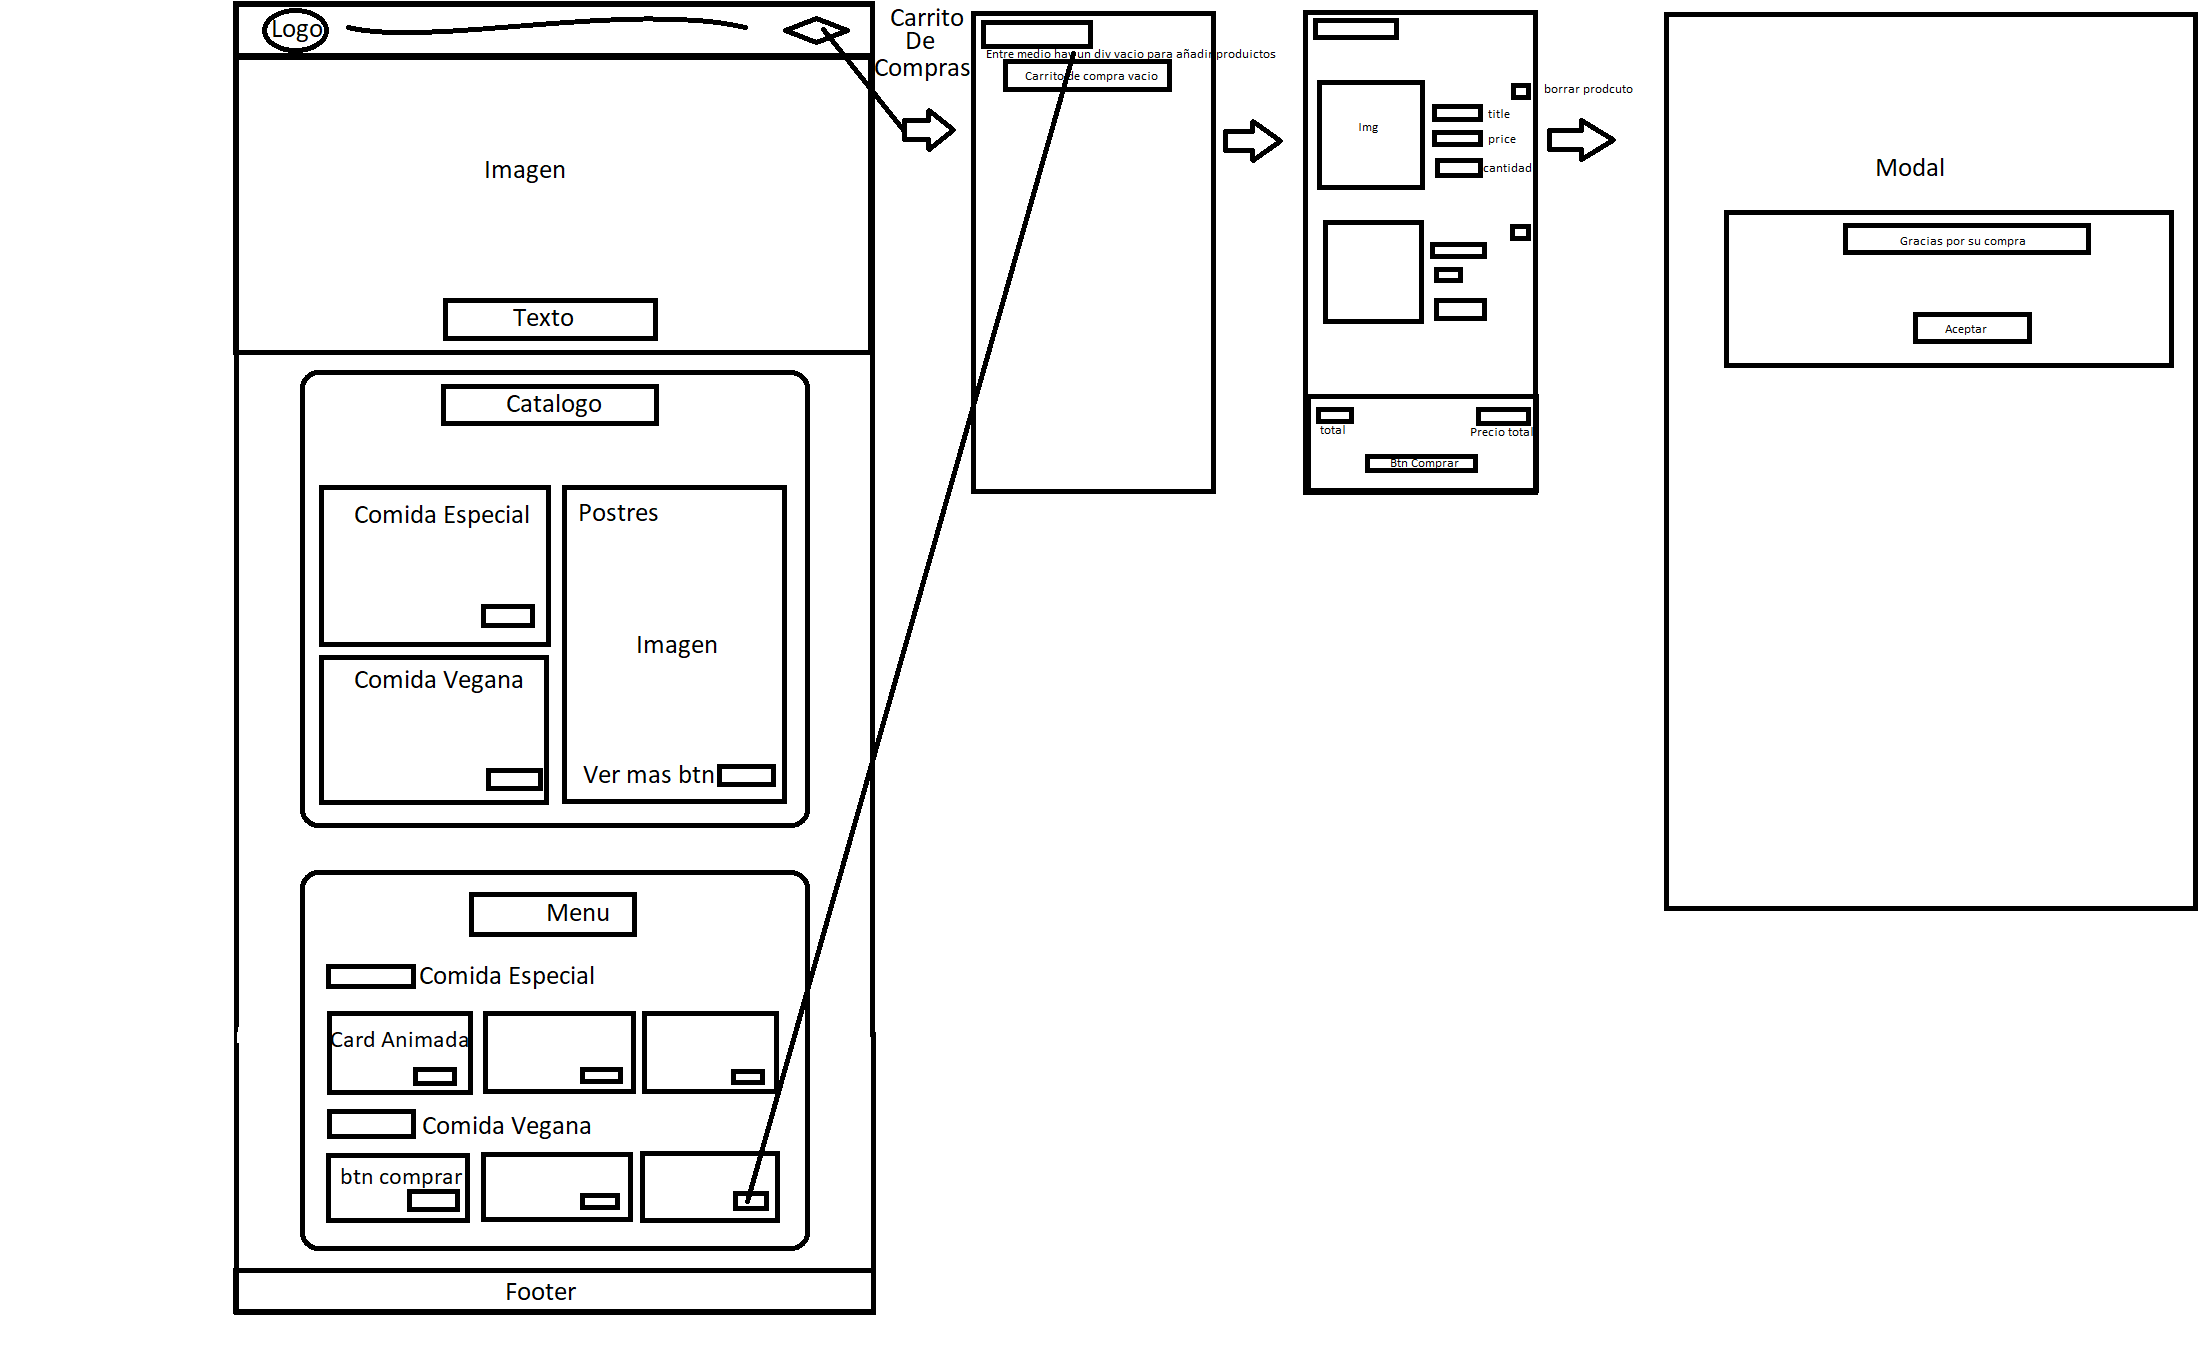 Logo
Imagen
Texto
Catalogo
Comida Especial
Postres
Imagen
Comida Vegana
Ver mas btn
Menu
Comida Especial
Card Animada
Comida Vegana
btn comprar
Footer
Carrito
De
Compras
Entre medio hay un div vacio para añadir produictos
Carrito de compra vacio
borrar prodcuto
Img
title
price
cantidad
total
Precio total
Btn Comprar
Modal
Gracias por su compra
Aceptar